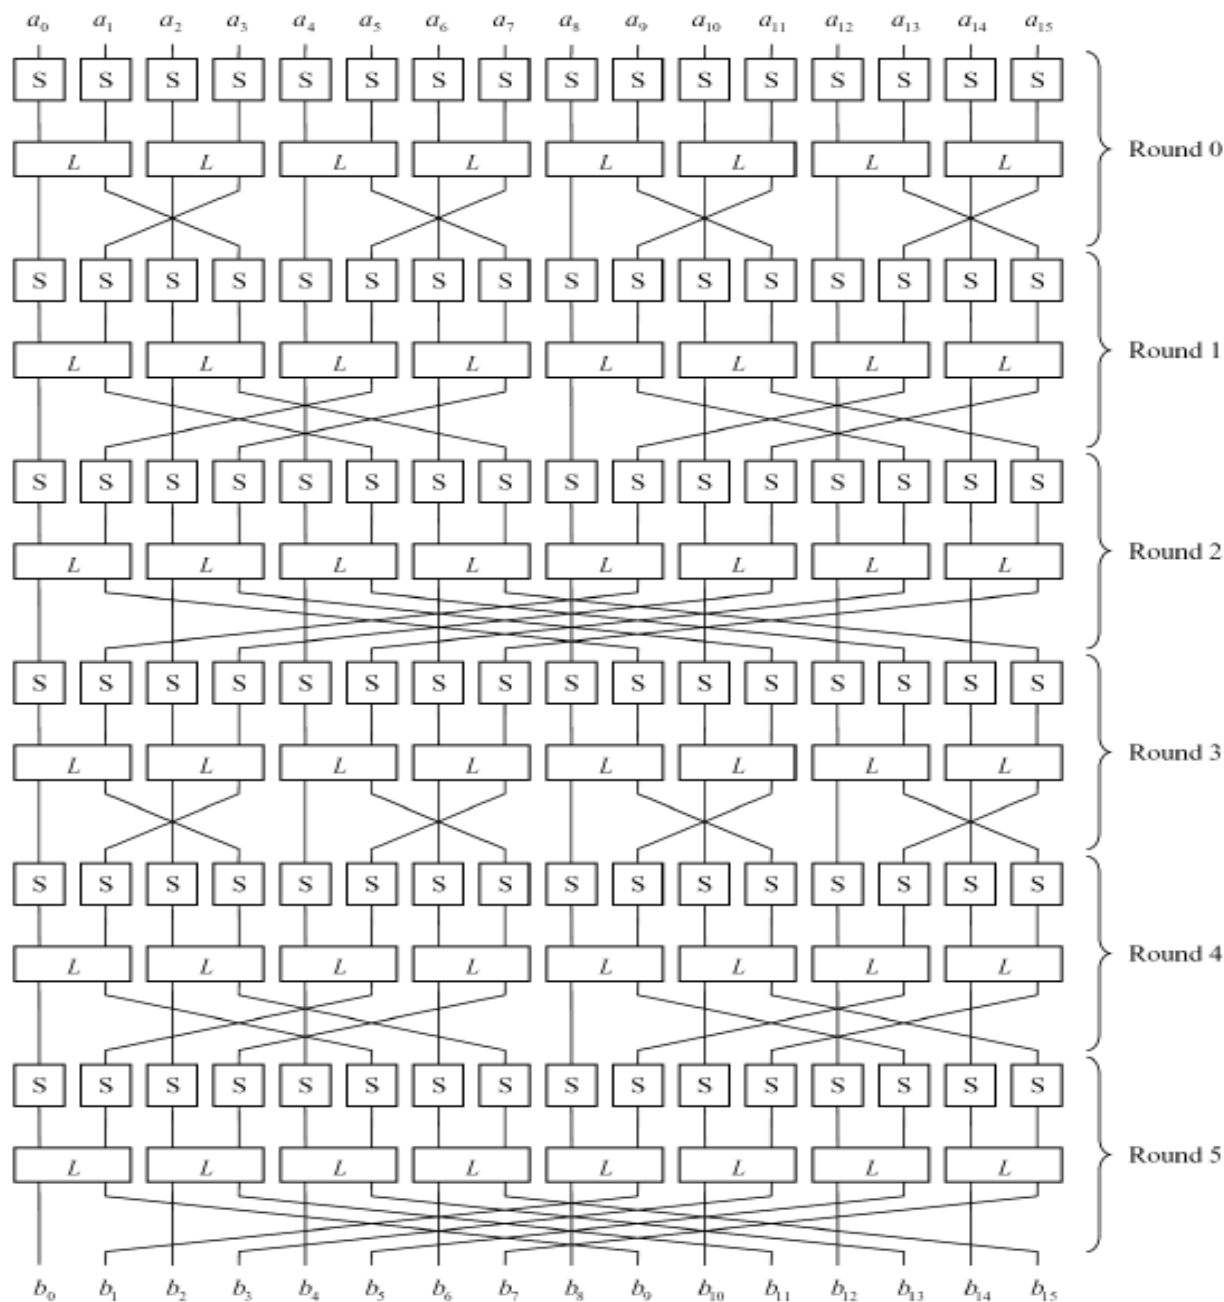 a₀ a₁ a₂ a₃ a₄ a₅ a₆ a₇ a₈ a₉ a₁₀ a₁₁ a₁₂ a₁₃ a₁₄ a₁₅
S S S S S S S S S S S S S S S S
L L L L L L L L Round 0
S S S S S S S S S S S S S S S S
L L L L L L L L Round 1
S S S S S S S S S S S S S S S S
L L L L L L L L Round 2
S S S S S S S S S S S S S S S S
L L L L L L L L Round 3
S S S S S S S S S S S S S S S S
L L L L L L L L Round 4
S S S S S S S S S S S S S S S S
L L L L L L L L Round 5
b₀ b₁ b₂ b₃ b₄ b₅ b₆ b₇ b₈ b₉ b₁₀ b₁₁ b₁₂ b₁₃ b₁₄ b₁₅